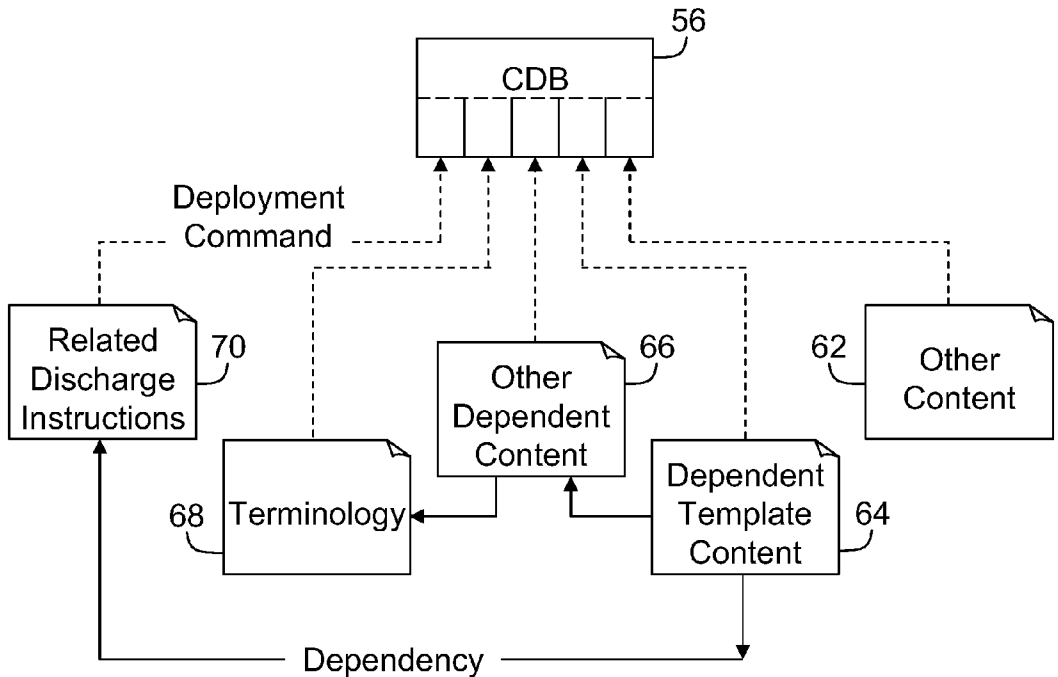 56
CDB
Deployment
Command
Related
Discharge
Instructions
70
Other
Dependent
Content
66
62
Other
Content
68
Terminology
Dependent
Template
Content
64
Dependency